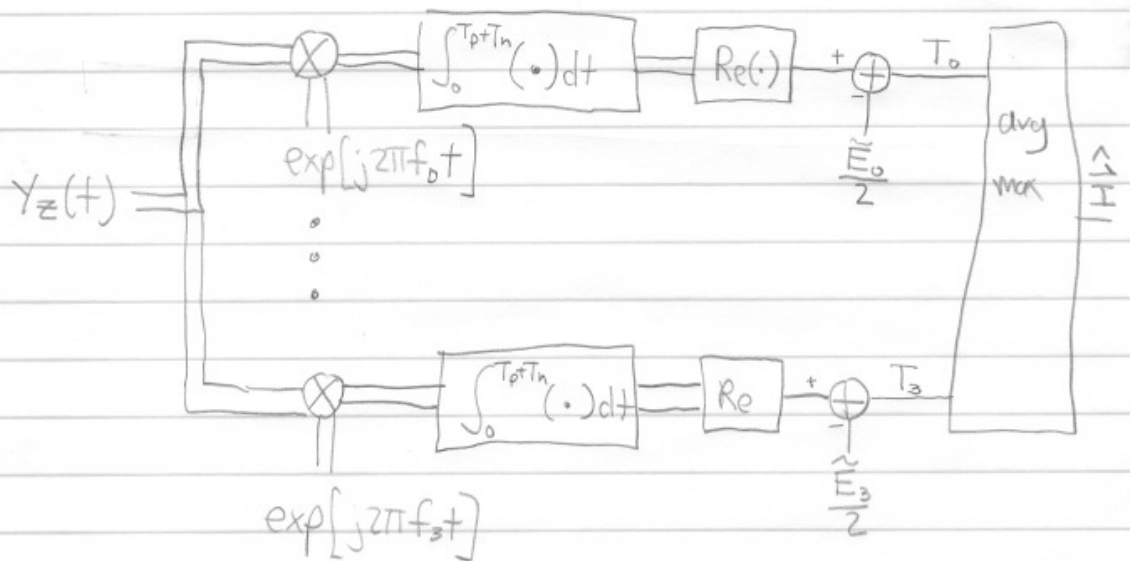 ∫₀^{Tp+Tn} (•) dt
Re(·)
+
T₀
-
Ẽ₀/2
exp[j2πf₀t]
Y_z(t)
avg
max
Î
∫₀^{Tp+Tn} (·) dt
Re
+
T₃
-
Ẽ₃/2
exp[j2πf₃t]